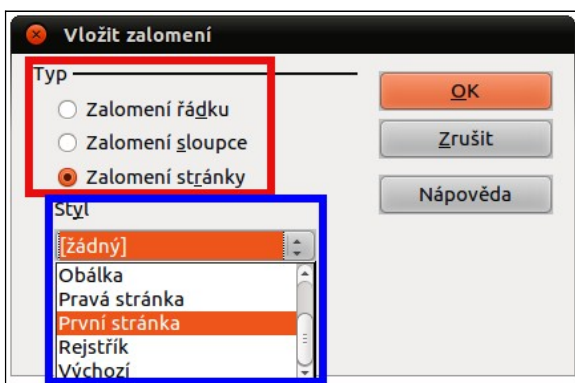 Vložit zalomení
Typ
Zalomení řádku
Zalomení sloupce
Zalomení stránky
Styl
[žádný]
Obálka
Pravá stránka
První stránka
Rejstřík
Výchozí
OK
Zrušit
Nápověda